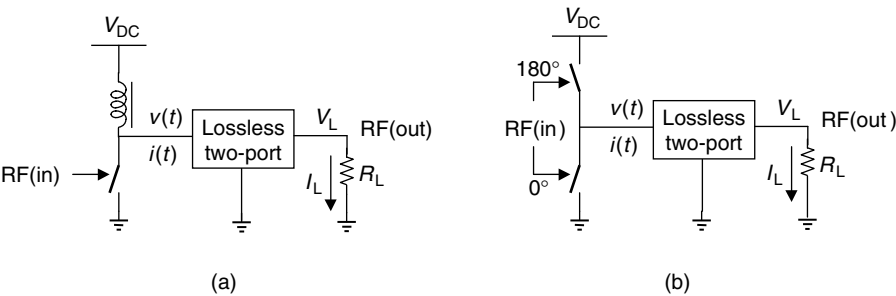 V_DC
v(t)
i(t)
Lossless
two-port
V_L
RF(out)
RF(in)
I_L
R_L
(a)
V_DC
180°
RF(in)
0°
v(t)
i(t)
Lossless
two-port
V_L
RF(out)
I_L
R_L
(b)